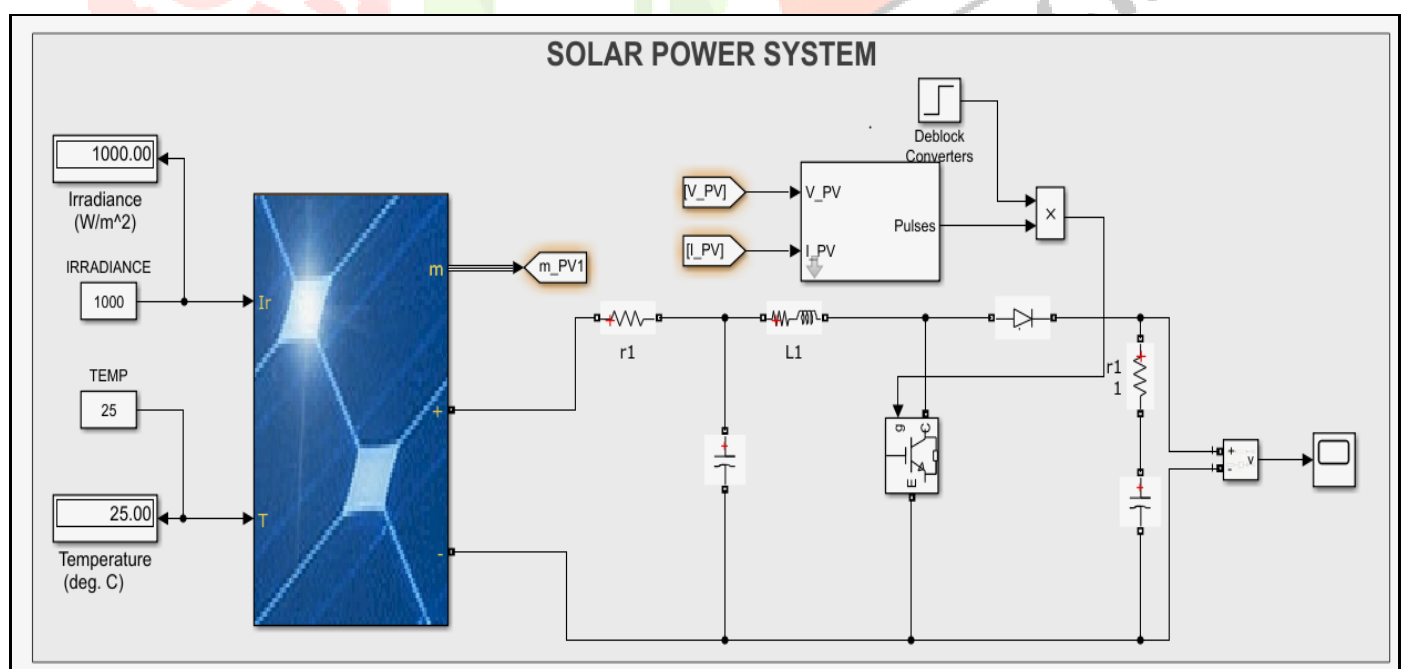 SOLAR POWER SYSTEM
1000.00
Irradiance
(W/m^2)
IRRADIANCE
1000
TEMP
25
25.00
Temperature
(deg. C)
Ir
T
m
+
-
m_PV1
[V_PV]
[I_PV]
V_PV
I_PV
Pulses
Deblock
Converters
X
r1
L1
g
C
E
r1
1
+
-
v